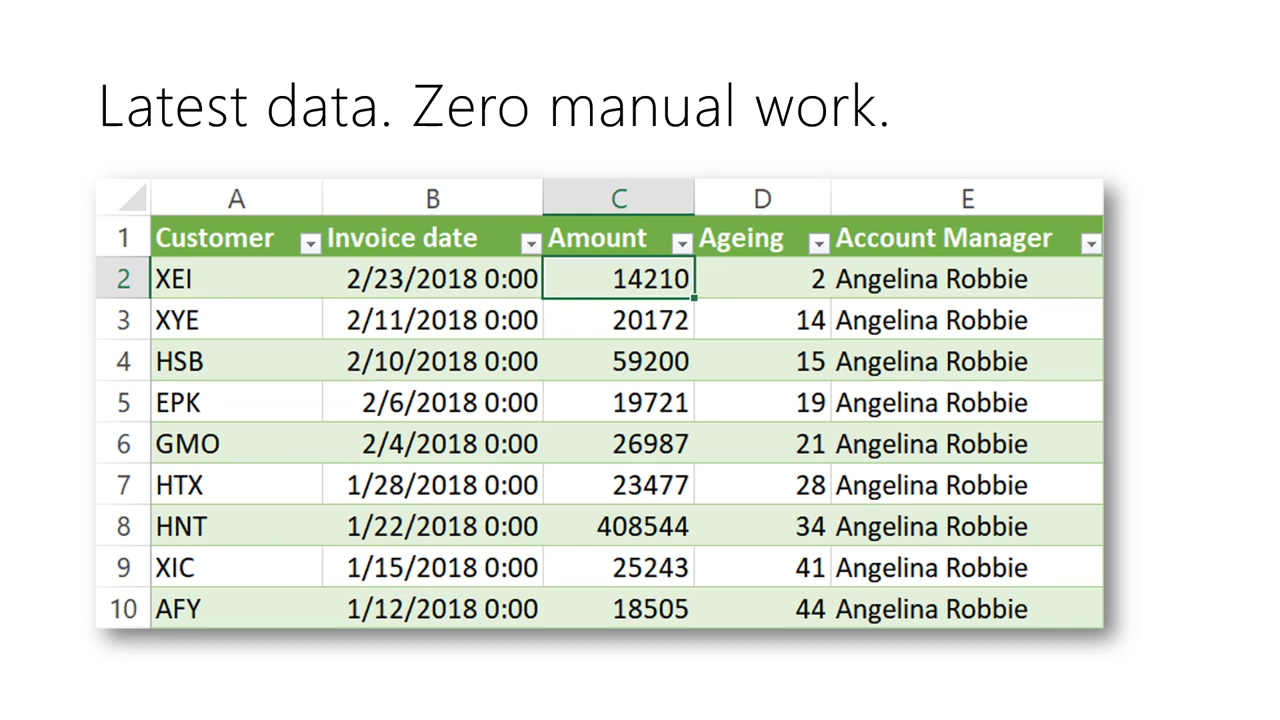 Latest data. Zero manual work.
A B C D E
1 Customer Invoice date Amount Ageing Account Manager
2 XEI 2/23/2018 0:00 14210 2 Angelina Robbie
3 XYE 2/11/2018 0:00 20172 14 Angelina Robbie
4 HSB 2/10/2018 0:00 59200 15 Angelina Robbie
5 EPK 2/6/2018 0:00 19721 19 Angelina Robbie
6 GMO 2/4/2018 0:00 26987 21 Angelina Robbie
7 HTX 1/28/2018 0:00 23477 28 Angelina Robbie
8 HNT 1/22/2018 0:00 408544 34 Angelina Robbie
9 XIC 1/15/2018 0:00 25243 41 Angelina Robbie
10 AFY 1/12/2018 0:00 18505 44 Angelina Robbie